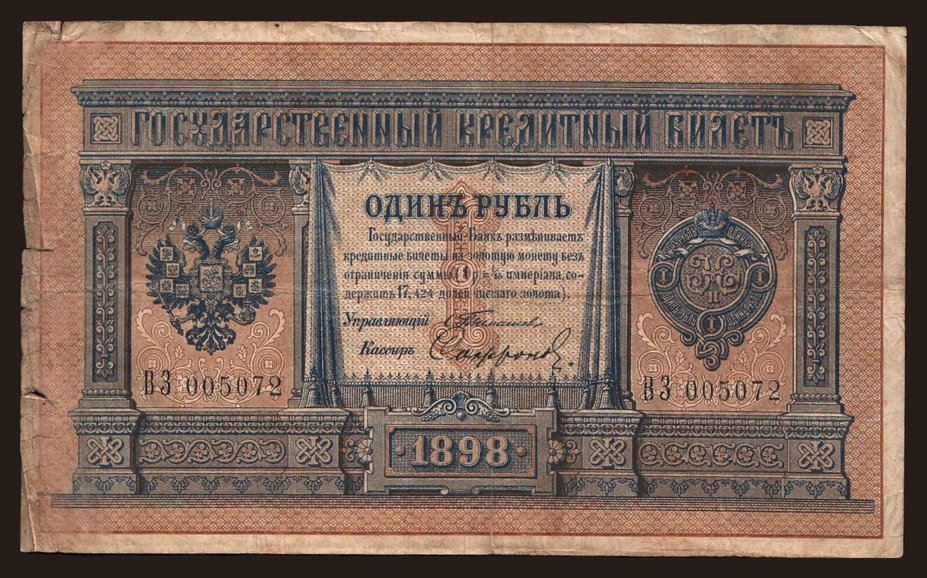 ГОСУДАРСТВЕННЫЙ КРЕДИТНЫЙ БИЛЕТЪ
ОДИНЪ РУБЛЬ
Государственный Банкъ размѣниваетъ
кредитные билеты на золотую монету безъ
ограниченія суммы (1 р. = 1/15 имперіала, со-
держитъ 17,424 долей чистаго золота).
Управляющій
Кассиръ Сафроновъ.
ВЗ 005072
ВЗ 005072
1898